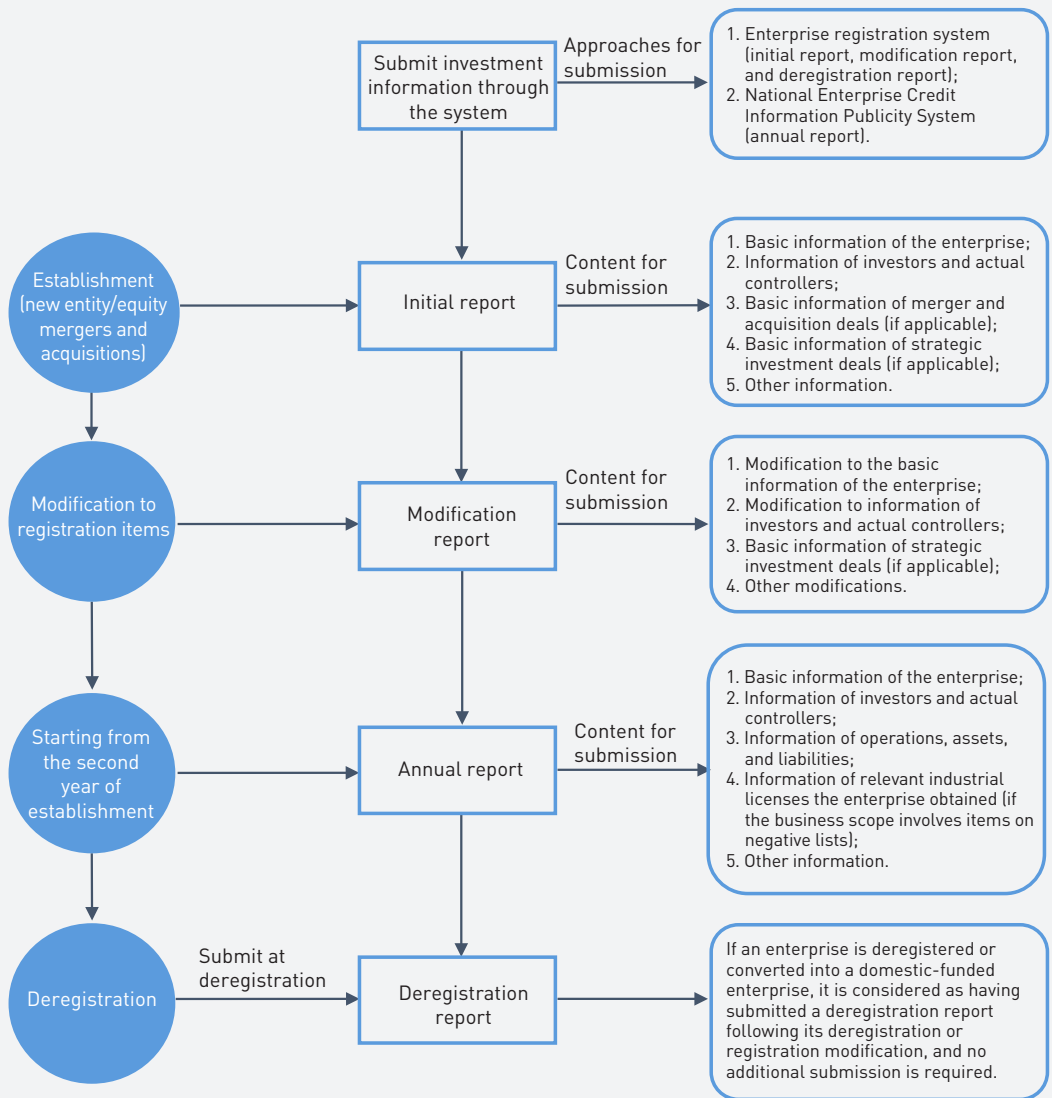 Submit investment
information through
the system
Approaches for
submission
1. Enterprise registration system
(initial report, modification report,
and deregistration report);
2. National Enterprise Credit
Information Publicity System
(annual report).
Establishment
(new entity/equity
mergers and
acquisitions)
Initial report
Content for
submission
1. Basic information of the enterprise;
2. Information of investors and actual
controllers;
3. Basic information of merger and
acquisition deals (if applicable);
4. Basic information of strategic
investment deals (if applicable);
5. Other information.
Modification to
registration items
Modification
report
Content for
submission
1. Modification to the basic
information of the enterprise;
2. Modification to information of
investors and actual controllers;
3. Basic information of strategic
investment deals (if applicable);
4. Other modifications.
Starting from
the second
year of
establishment
Annual report
Content for
submission
1. Basic information of the enterprise;
2. Information of investors and actual
controllers;
3. Information of operations, assets,
and liabilities;
4. Information of relevant industrial
licenses the enterprise obtained (if
the business scope involves items on
negative lists);
5. Other information.
Deregistration
Submit at
deregistration
Deregistration
report
If an enterprise is deregistered or
converted into a domestic-funded
enterprise, it is considered as having
submitted a deregistration report
following its deregistration or
registration modification, and no
additional submission is required.